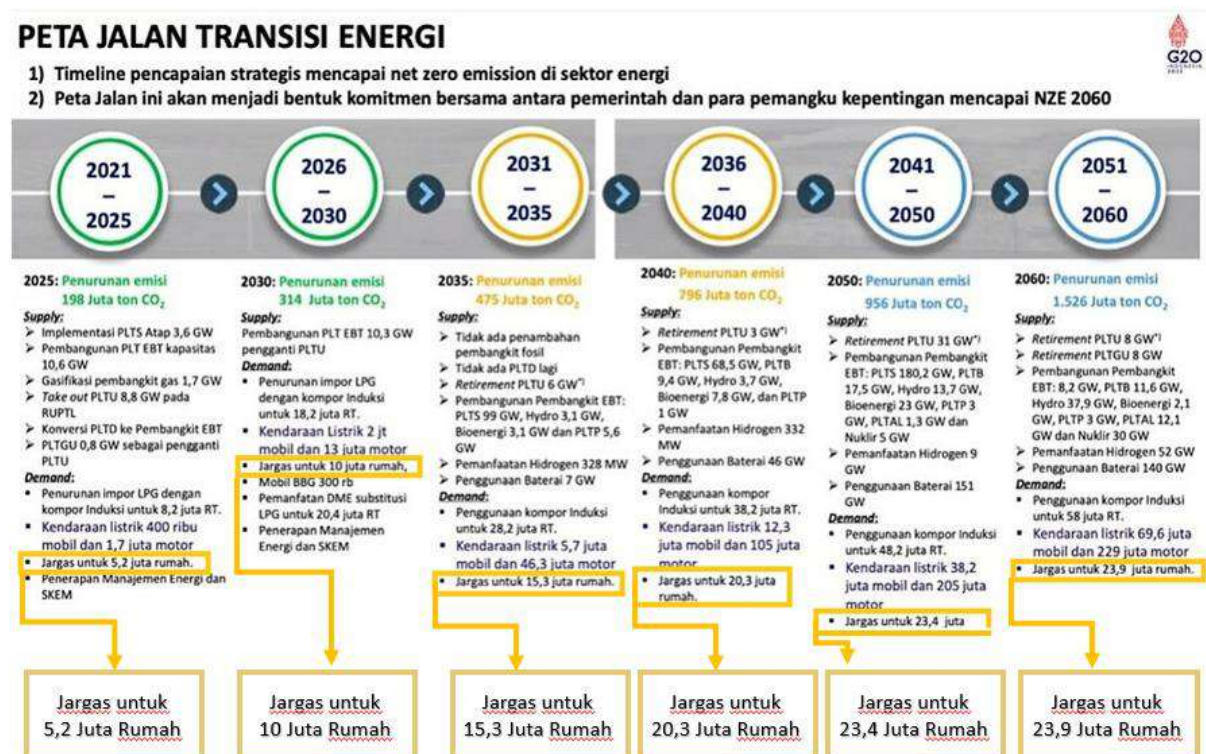 PETA JALAN TRANSISI ENERGI
G20
INDONESIA
2022
1) Timeline pencapaian strategis mencapai net zero emission di sektor energi
2) Peta Jalan ini akan menjadi bentuk komitmen bersama antara pemerintah dan para pemangku kepentingan mencapai NZE 2060
2021
–
2025
2026
–
2030
2031
–
2035
2036
–
2040
2041
–
2050
2051
–
2060
2025: Penurunan emisi
198 Juta ton CO₂
Supply:
➢ Implementasi PLTS Atap 3,6 GW
➢ Pembangunan PLT EBT kapasitas
10,6 GW
➢ Gasifikasi pembangkit gas 1,7 GW
➢ Take out PLTU 8,8 GW pada
RUPTL
➢ Konversi PLTD ke Pembangkit EBT
➢ PLTGU 0,8 GW sebagai pengganti
PLTU
Demand:
▪ Penurunan impor LPG dengan
kompor Induksi untuk 8,2 juta RT.
▪ Kendaraan listrik 400 ribu
mobil dan 1,7 juta motor
▪ Jargas untuk 5,2 juta rumah.
▪ Penerapan Manajemen Energi dan
SKEM
2030: Penurunan emisi
314 Juta ton CO₂
Supply:
Pembangunan PLT EBT 10,3 GW
pengganti PLTU
Demand:
▪ Penurunan impor LPG
dengan kompor Induksi
untuk 18,2 juta RT.
▪ Kendaraan Listrik 2 jt
mobil dan 13 juta motor
▪ Jargas untuk 10 juta rumah,
▪ Mobil BBG 300 rb
▪ Pemanfatan DME substitusi
LPG untuk 20,4 juta RT
▪ Penerapan Manajemen
Energi dan SKEM
2035: Penurunan emisi
475 Juta ton CO₂
Supply:
➢ Tidak ada penambahan
pembangkit fosil
➢ Tidak ada PLTD lagi
➢ Retirement PLTU 6 GW*⁾
➢ Pembangunan Pembangkit EBT:
PLTS 99 GW, Hydro 3,1 GW,
Bioenergi 3,1 GW dan PLTP 5,6
GW
➢ Pemanfaatan Hidrogen 328 MW
➢ Penggunaan Baterai 7 GW
Demand:
▪ Penggunaan kompor Induksi
untuk 28,2 juta RT.
▪ Kendaraan listrik 5,7 juta
mobil dan 46,3 juta motor
▪ Jargas untuk 15,3 juta rumah.
2040: Penurunan emisi
796 Juta ton CO₂
Supply:
➢ Retirement PLTU 3 GW*⁾
➢ Pembangunan Pembangkit
EBT: PLTS 68,5 GW, PLTB
9,4 GW, Hydro 3,7 GW,
Bioenergi 7,8 GW, dan PLTP
1 GW
➢ Pemanfaatan Hidrogen 332
MW
➢ Penggunaan Baterai 46 GW
Demand:
▪ Penggunaan kompor
Induksi untuk 38,2 juta RT.
▪ Kendaraan listrik 12,3
juta mobil dan 105 juta
motor
▪ Jargas untuk 20,3 juta
rumah.
2050: Penurunan emisi
956 Juta ton CO₂
Supply:
➢ Retirement PLTU 31 GW*⁾
➢ Pembangunan Pembangkit
EBT: PLTS 180,2 GW, PLTB
17,5 GW, Hydro 13,7 GW,
Bioenergi 23 GW, PLTP 3
GW, PLTAL 1,3 GW dan
Nuklir 5 GW
➢ Pemanfaatan Hidrogen 9
GW
➢ Penggunaan Baterai 151
GW
Demand:
▪ Penggunaan kompor Induksi
untuk 48,2 juta RT.
▪ Kendaraan listrik 38,2
juta mobil dan 205 juta
motor
▪ Jargas untuk 23,4 juta
2060: Penurunan emisi
1.526 Juta ton CO₂
Supply:
➢ Retirement PLTU 8 GW*⁾
➢ Retirement PLTGU 8 GW
➢ Pembangunan Pembangkit
EBT: 8,2 GW, PLTB 11,6 GW,
Hydro 37,9 GW, Bioenergi 2,1
GW, PLTP 3 GW, PLTAL 12,1
GW dan Nuklir 30 GW
➢ Pemanfaatan Hidrogen 52 GW
➢ Penggunaan Baterai 140 GW
Demand:
▪ Penggunaan kompor Induksi
untuk 58 juta RT.
▪ Kendaraan listrik 69,6 juta
mobil dan 229 juta motor
▪ Jargas untuk 23,9 juta rumah.
Jargas untuk
5,2 Juta Rumah
Jargas untuk
10 Juta Rumah
Jargas untuk
15,3 Juta Rumah
Jargas untuk
20,3 Juta Rumah
Jargas untuk
23,4 Juta Rumah
Jargas untuk
23,9 Juta Rumah